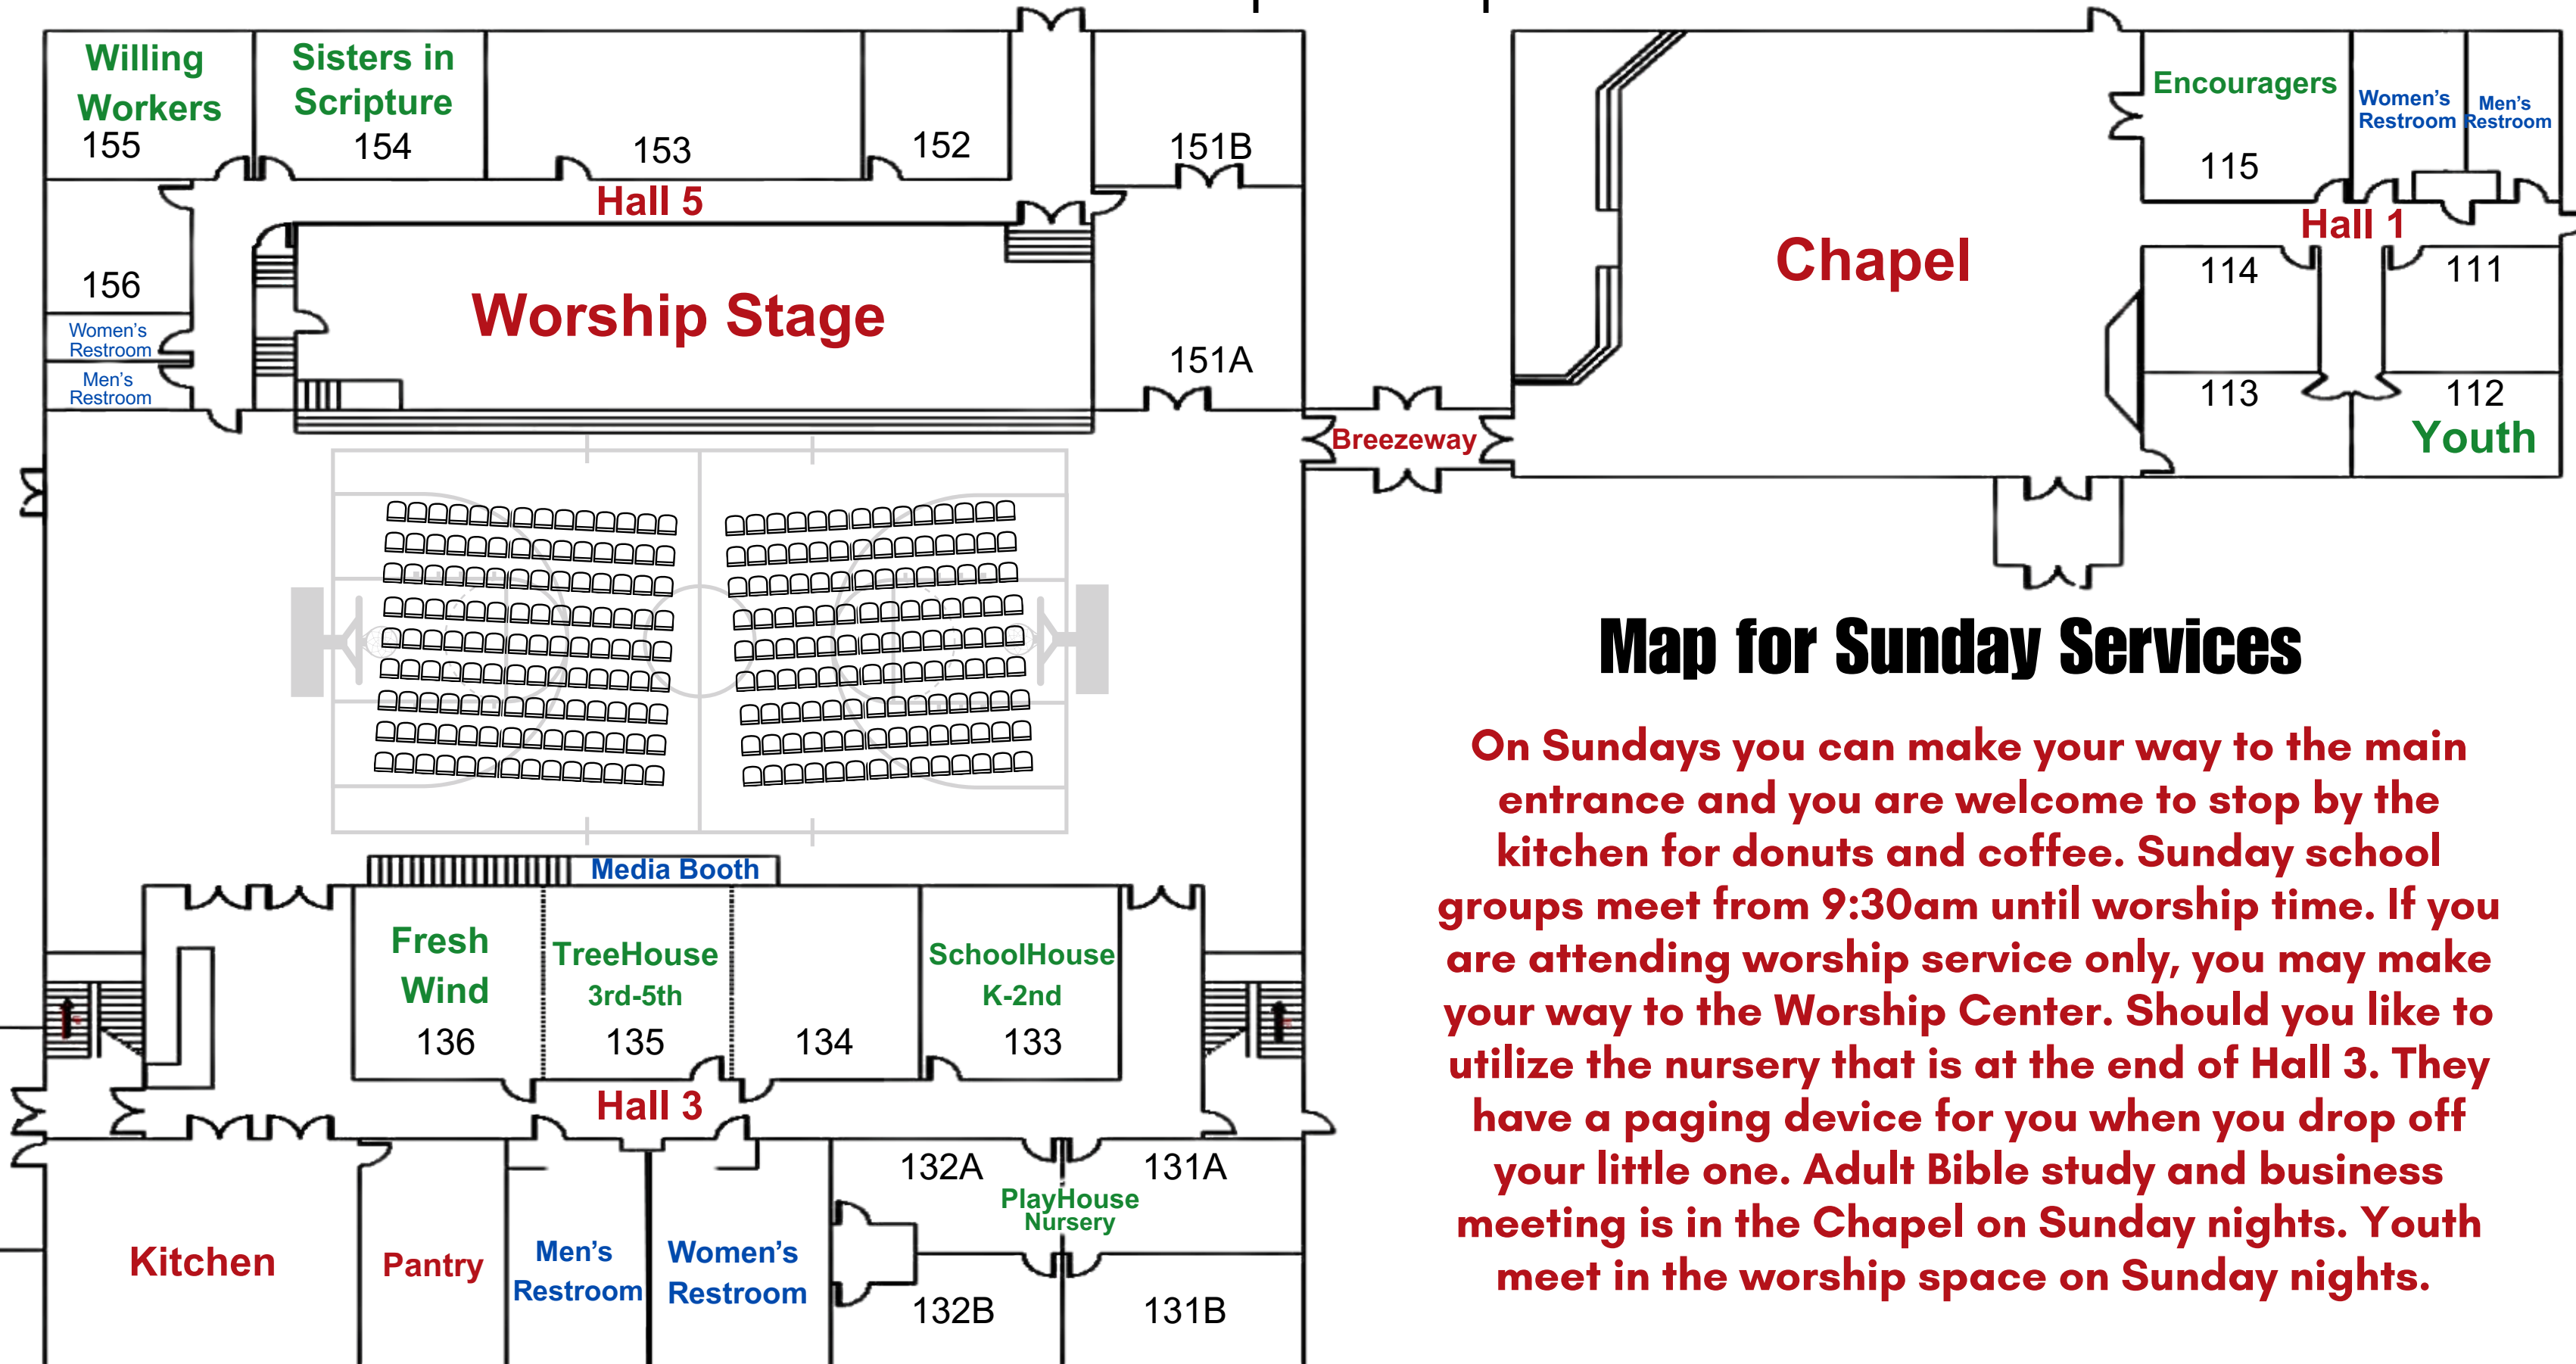 Willing
Workers
155
Sisters in
Scripture
154
153
152
151B
Hall 5
156
Women's
Restroom
Men's
Restroom
Worship Stage
151A
Breezeway
Chapel
Encouragers
115
Women's
Restroom
Men's
Restroom
Hall 1
114
111
113
112
Youth
Media Booth
Fresh
Wind
136
TreeHouse
3rd-5th
135
134
SchoolHouse
K-2nd
133
Hall 3
Kitchen
Pantry
Men's
Restroom
Women's
Restroom
132A
131A
PlayHouse
Nursery
132B
131B
Map for Sunday Services
On Sundays you can make your way to the main
entrance and you are welcome to stop by the
kitchen for donuts and coffee. Sunday school
groups meet from 9:30am until worship time. If you
are attending worship service only, you may make
your way to the Worship Center. Should you like to
utilize the nursery that is at the end of Hall 3. They
have a paging device for you when you drop off
your little one. Adult Bible study and business
meeting is in the Chapel on Sunday nights. Youth
meet in the worship space on Sunday nights.